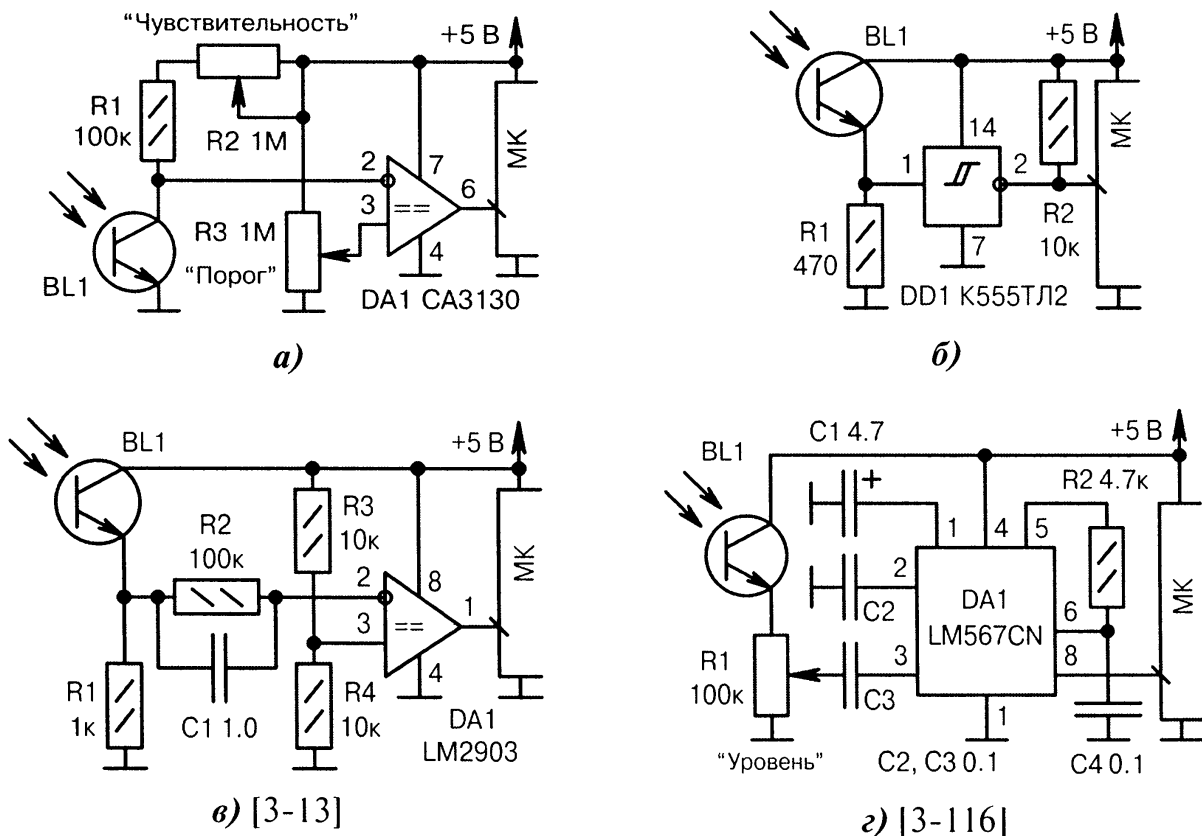 "Чувствительность"
+5 В
R1
100к
R2 1М
МК
2
7
3
6
==
R3 1М
4
"Порог"
BL1
DA1 CA3130
а)
BL1
+5 В
14
МК
1
2
R1
470
R2
10к
7
DD1 К555ТЛ2
б)
BL1
+5 В
R2
100к
R3
10к
МК
2
8
3
1
==
4
R1
1к
C1 1.0
R4
10к
DA1
LM2903
в) [3-13]
C1 4.7
+5 В
BL1
+
R2 4.7к
1
4
5
МК
2
C2
DA1
LM567CN
6
8
3
R1
100к
C3
1
"Уровень"
C2, C3 0.1
C4 0.1
г) [3-116]